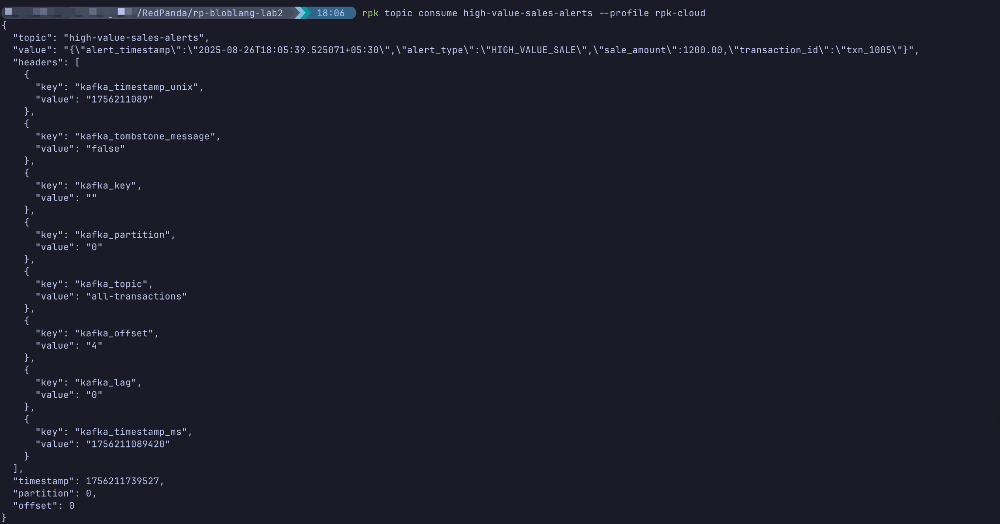 /RedPanda/rp-bloblang-lab2 18:06 rpk topic consume high-value-sales-alerts --profile rpk-cloud
{
  "topic": "high-value-sales-alerts",
  "value": "{\"alert_timestamp\":\"2025-08-26T18:05:39.525071+05:30\",\"alert_type\":\"HIGH_VALUE_SALE\",\"sale_amount\":1200.00,\"transaction_id\":\"txn_1005\"}",
  "headers": [
    {
      "key": "kafka_timestamp_unix",
      "value": "1756211089"
    },
    {
      "key": "kafka_tombstone_message",
      "value": "false"
    },
    {
      "key": "kafka_key",
      "value": ""
    },
    {
      "key": "kafka_partition",
      "value": "0"
    },
    {
      "key": "kafka_topic",
      "value": "all-transactions"
    },
    {
      "key": "kafka_offset",
      "value": "4"
    },
    {
      "key": "kafka_lag",
      "value": "0"
    },
    {
      "key": "kafka_timestamp_ms",
      "value": "1756211089420"
    }
  ],
  "timestamp": 1756211739527,
  "partition": 0,
  "offset": 0
}